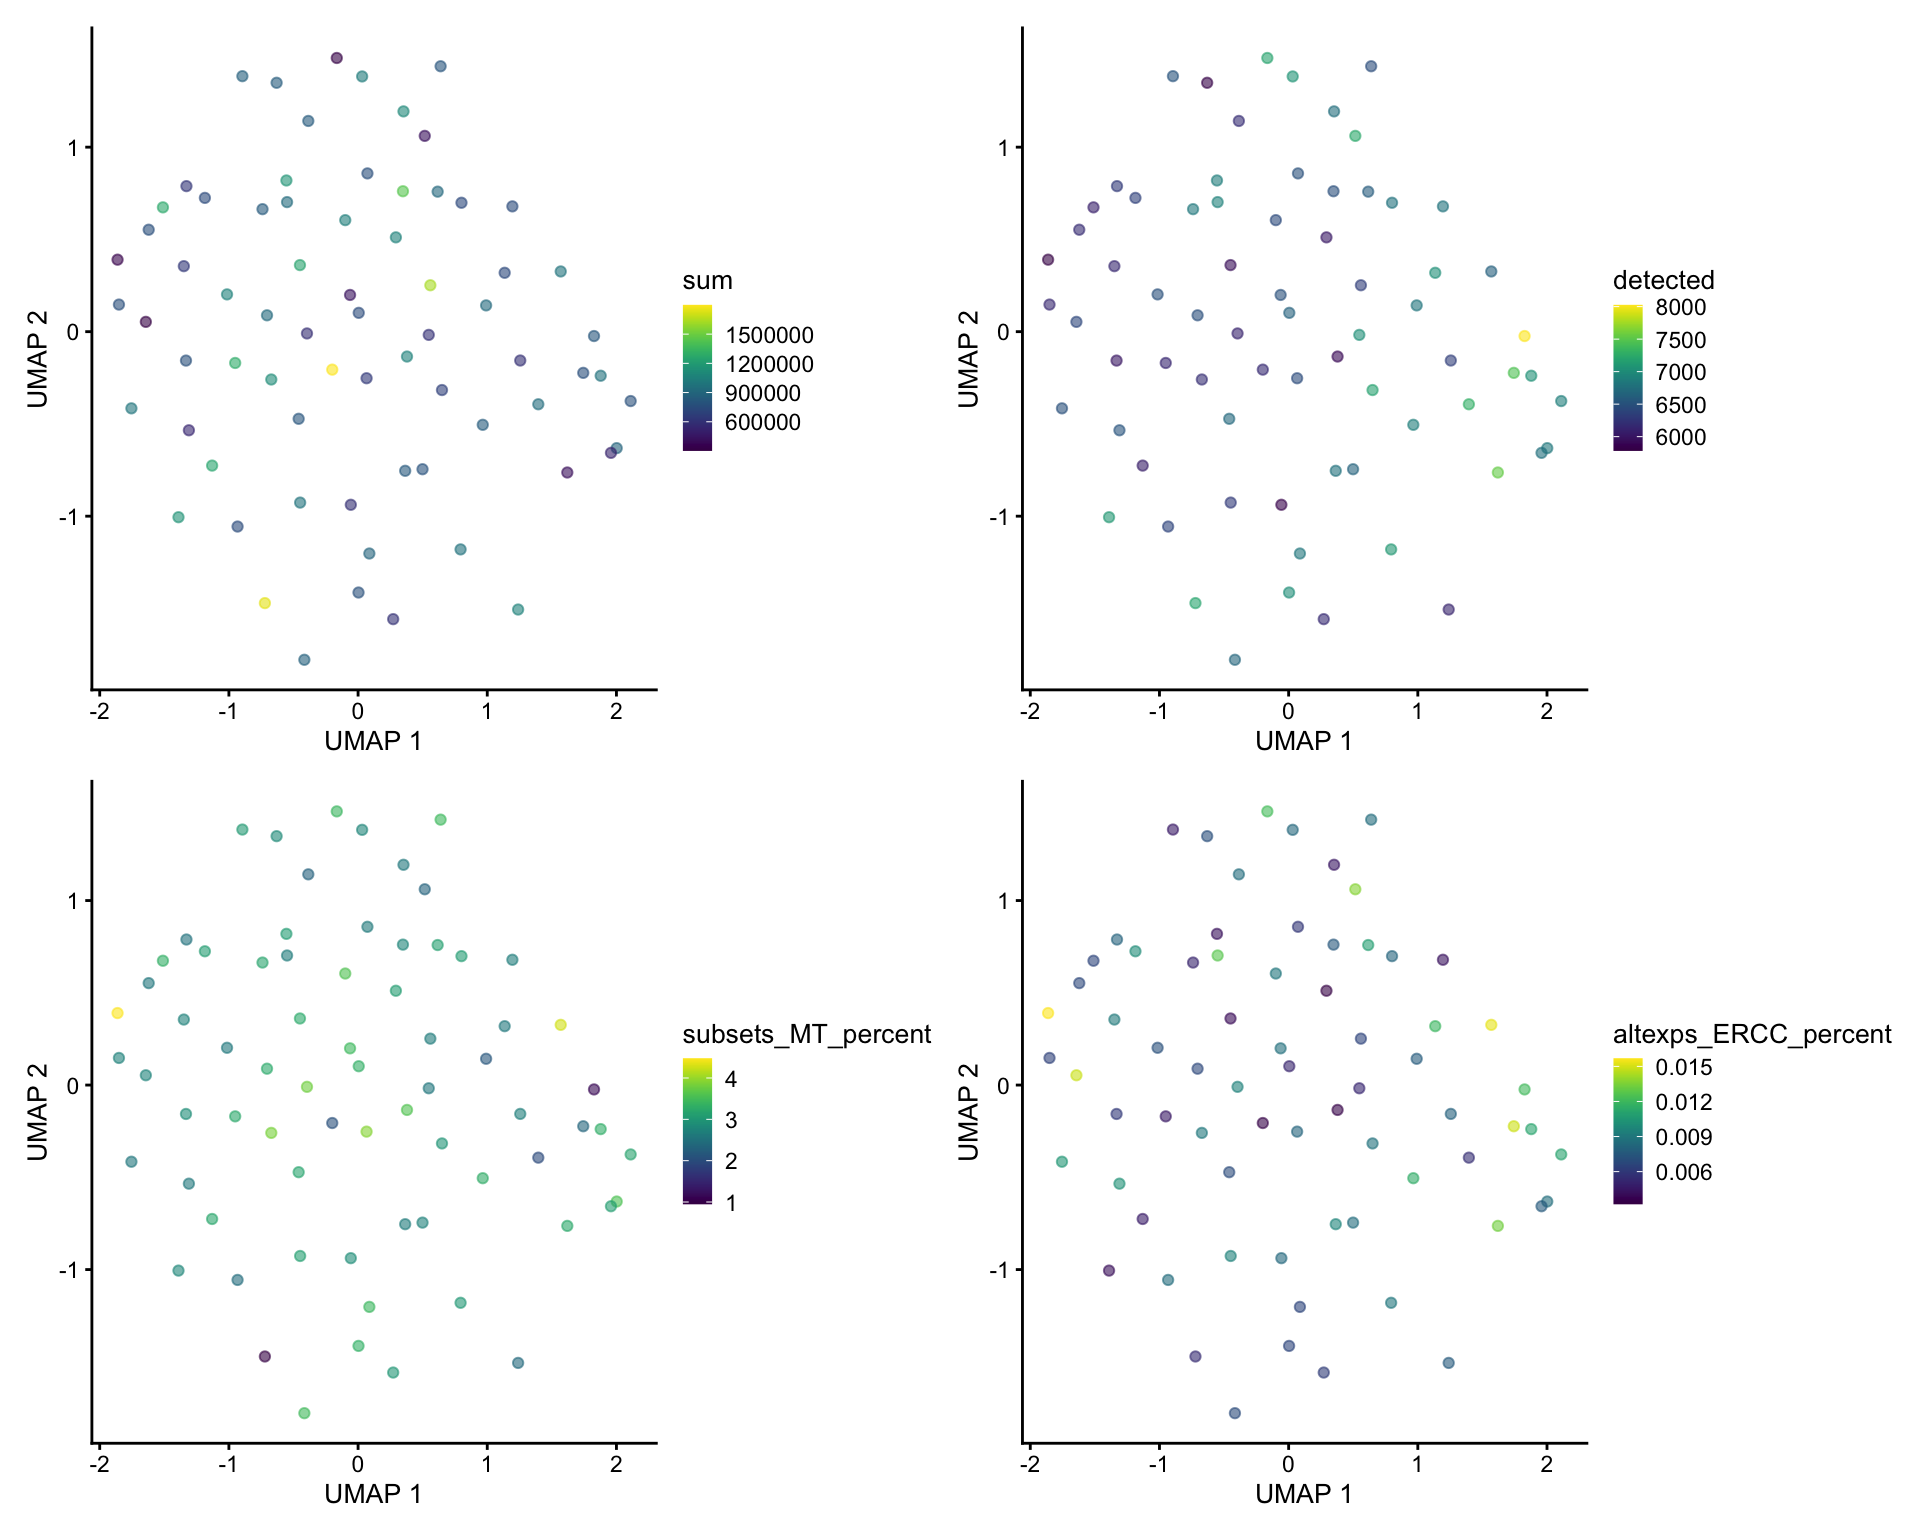 1
0
-1
UMAP 2
-2 -1 0 1 2
UMAP 1
sum
1500000
1200000
900000
600000
1
0
-1
UMAP 2
-2 -1 0 1 2
UMAP 1
detected
8000
7500
7000
6500
6000
1
0
-1
UMAP 2
-2 -1 0 1 2
UMAP 1
subsets_MT_percent
4
3
2
1
1
0
-1
UMAP 2
-2 -1 0 1 2
UMAP 1
altexps_ERCC_percent
0.015
0.012
0.009
0.006